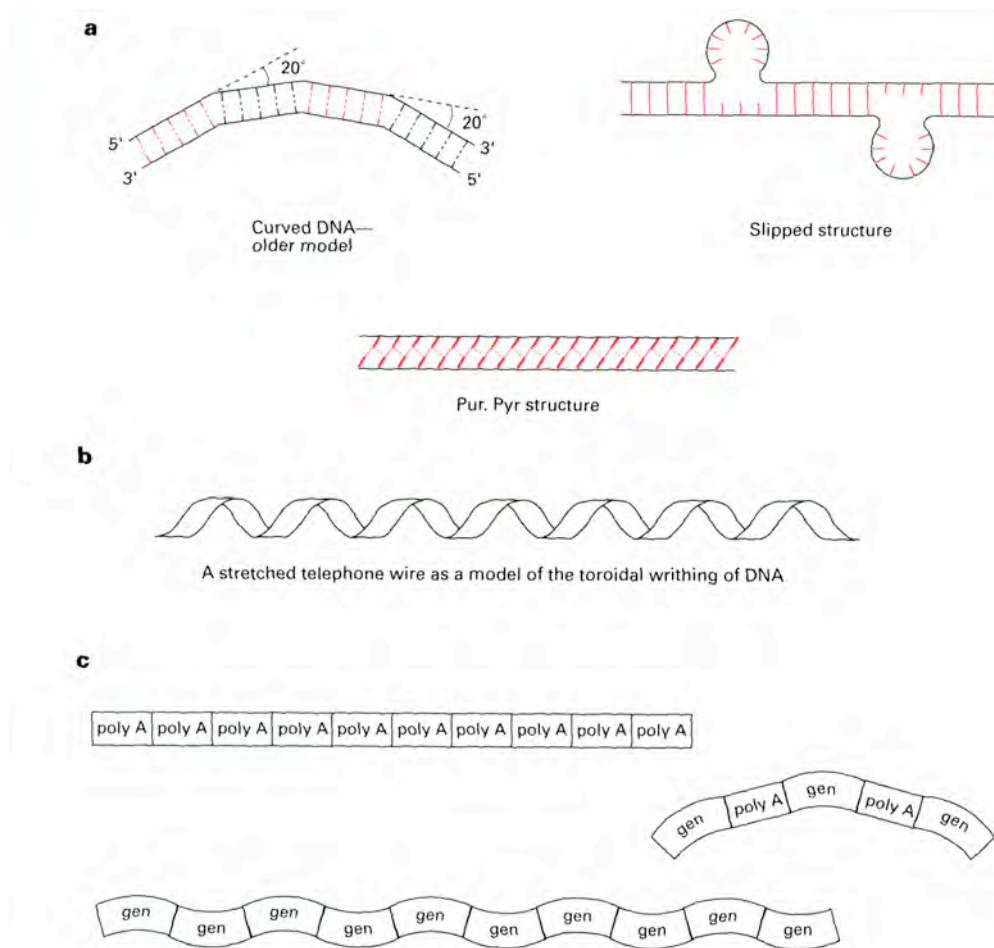 a
20°
20°
5'
3'
3'
5'
Curved DNA—
older model
Slipped structure
Pur. Pyr structure
b
A stretched telephone wire as a model of the toroidal writhing of DNA
c
poly A poly A poly A poly A poly A poly A poly A poly A poly A poly A
gen poly A gen poly A gen
gen gen gen gen gen gen gen gen gen gen